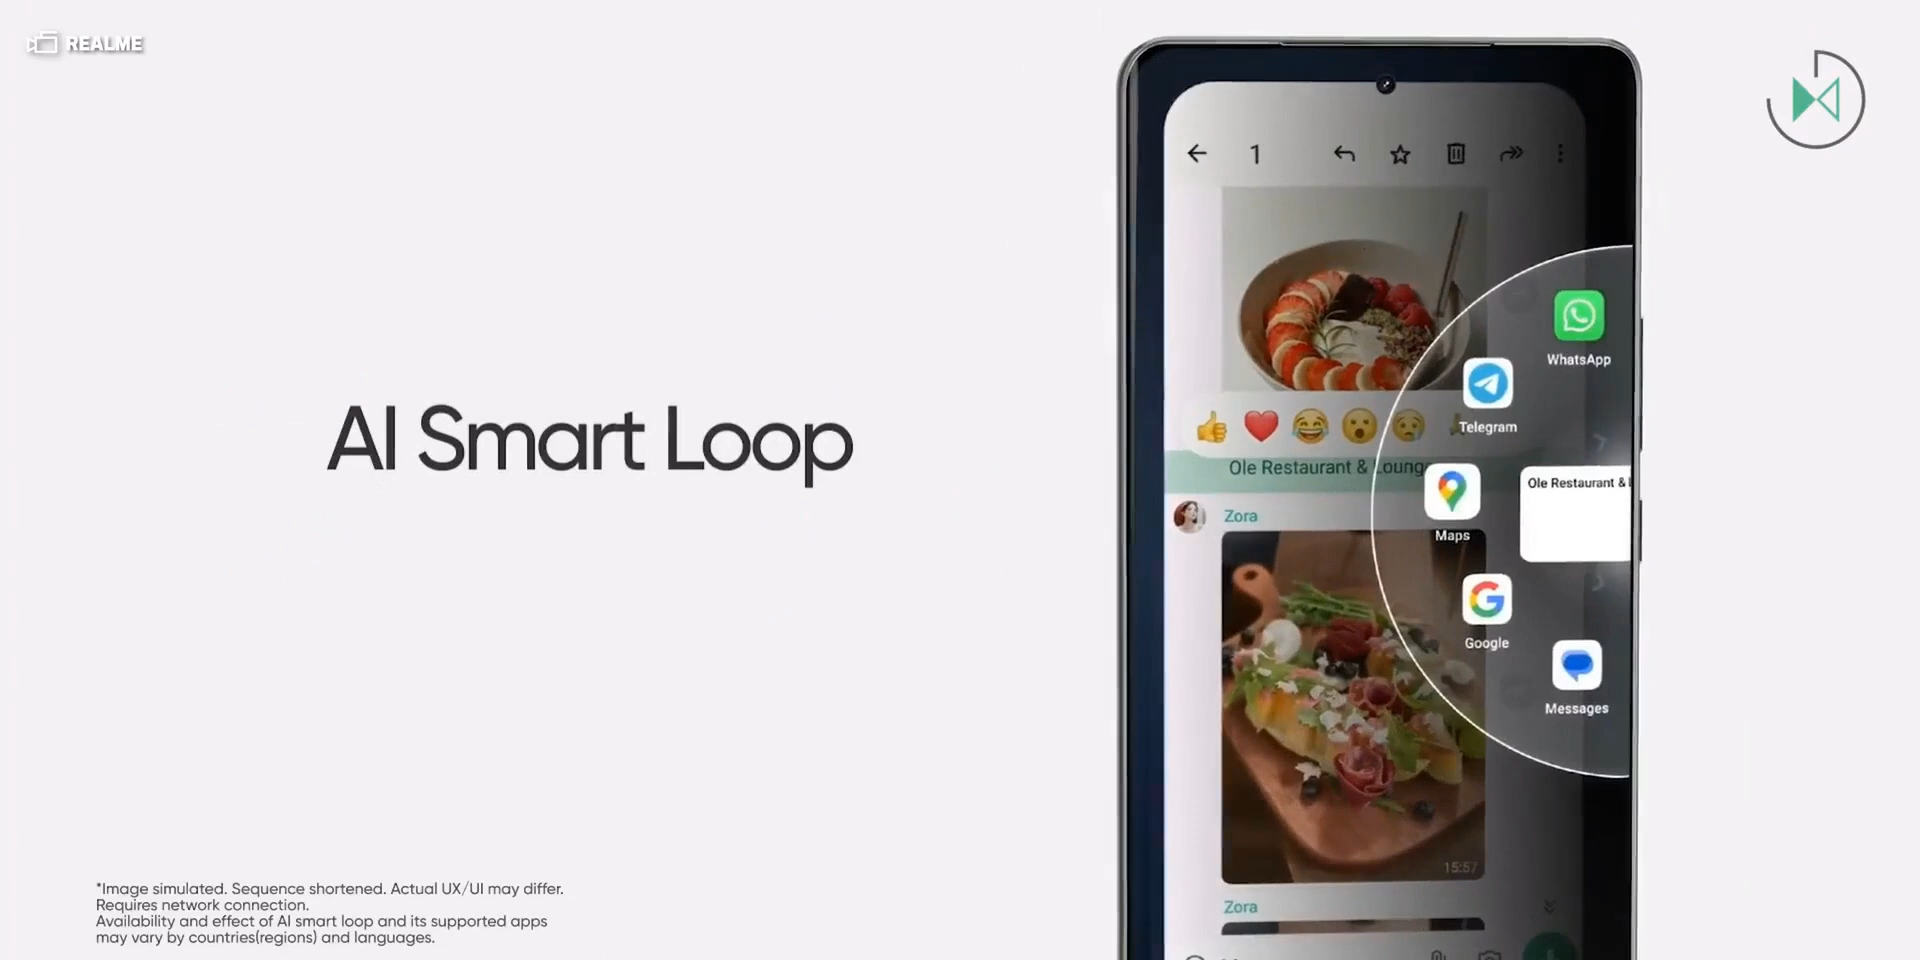 REALME
1
WhatsApp
Telegram
Ole Restaurant & Loung
Ole Restaurant &
Maps
Zora
Google
Messages
15:57
Zora
AI Smart Loop
*Image simulated. Sequence shortened. Actual UX/UI may differ.
Requires network connection.
Availability and effect of AI smart loop and its supported apps
may vary by countries(regions) and languages.